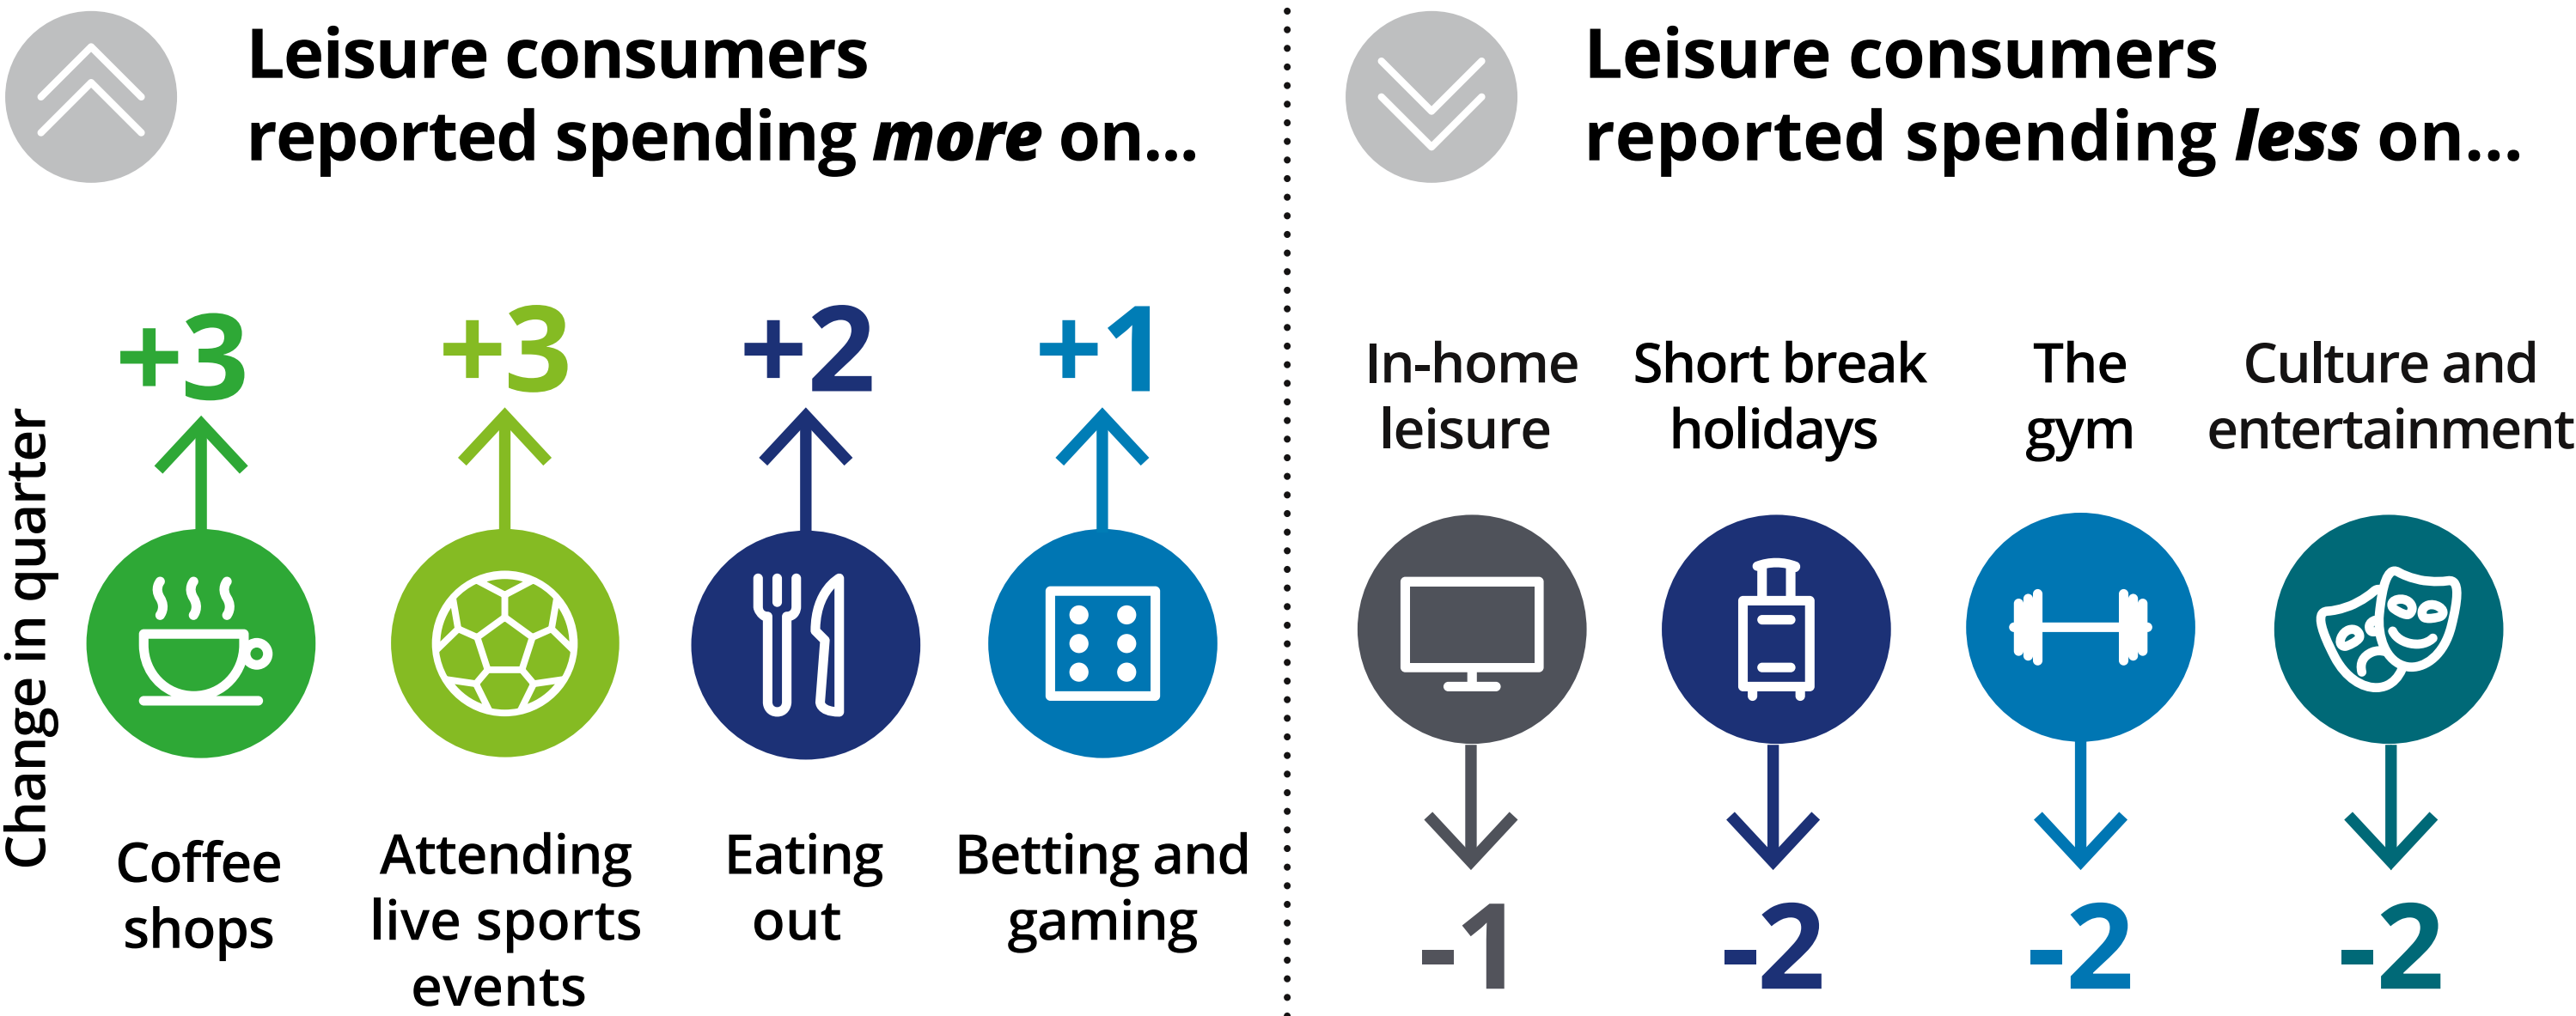 Leisure consumers
reported spending more on...
Change in quarter
+3
+3
+2
+1
Coffee
shops
Attending
live sports
events
Eating
out
Betting and
gaming
Leisure consumers
reported spending less on...
In-home
leisure
Short break
holidays
The
gym
Culture and
entertainment
-1
-2
-2
-2